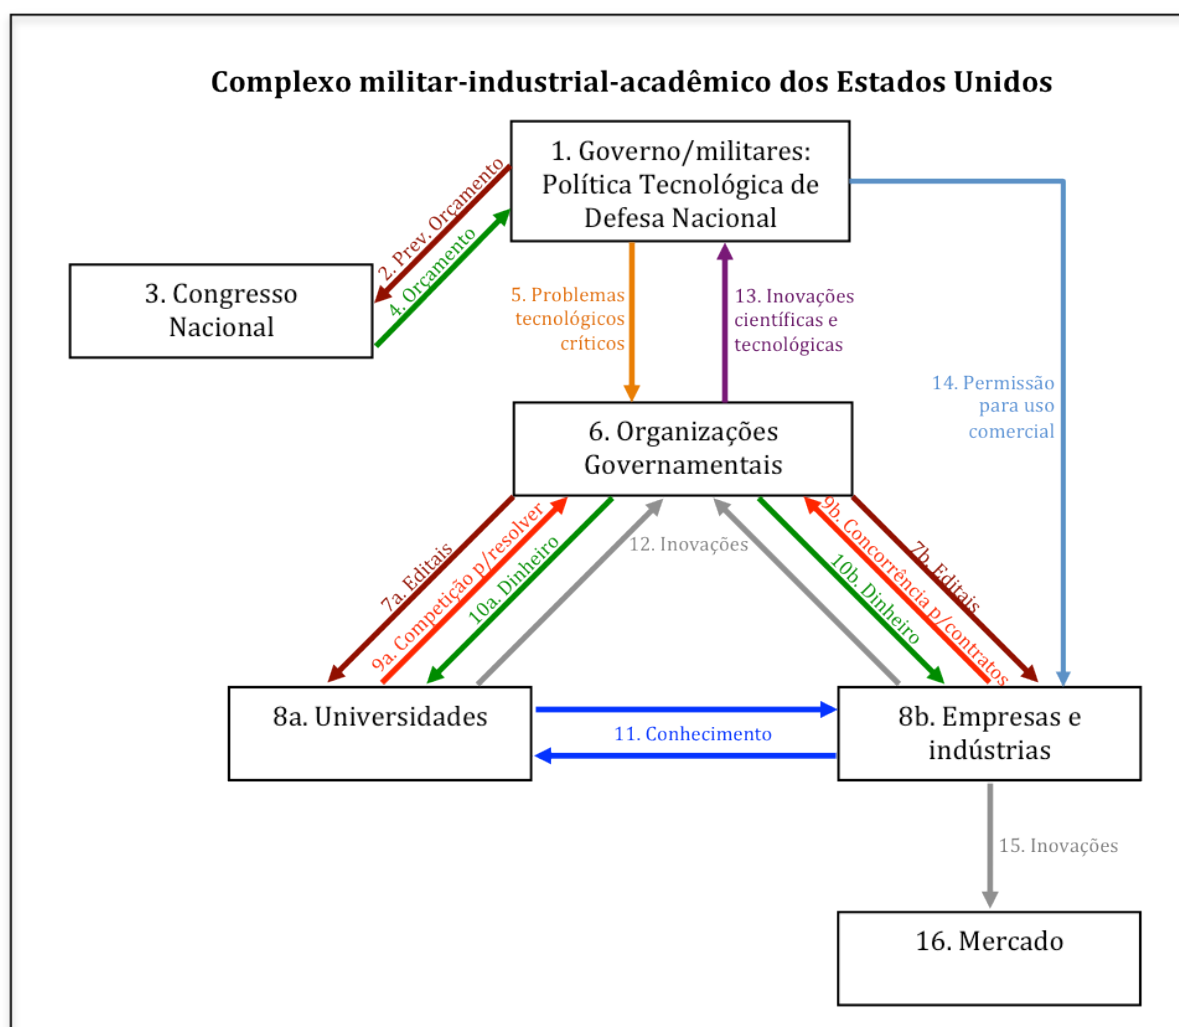 Complexo militar-industrial-acadêmico dos Estados Unidos
1. Governo/militares:
Política Tecnológica de
Defesa Nacional
2. Prev. Orçamento
4. Orçamento
3. Congresso
Nacional
5. Problemas
tecnológicos
críticos
13. Inovações
científicas e
tecnológicas
14. Permissão
para uso
comercial
6. Organizações
Governamentais
7a. Editais
9a. Competição p/resolver
10a. Dinheiro
12. Inovações
10b. Dinheiro
9b. Concorrência p/contratos
7b. Editais
8a. Universidades
11. Conhecimento
8b. Empresas e
indústrias
15. Inovações
16. Mercado